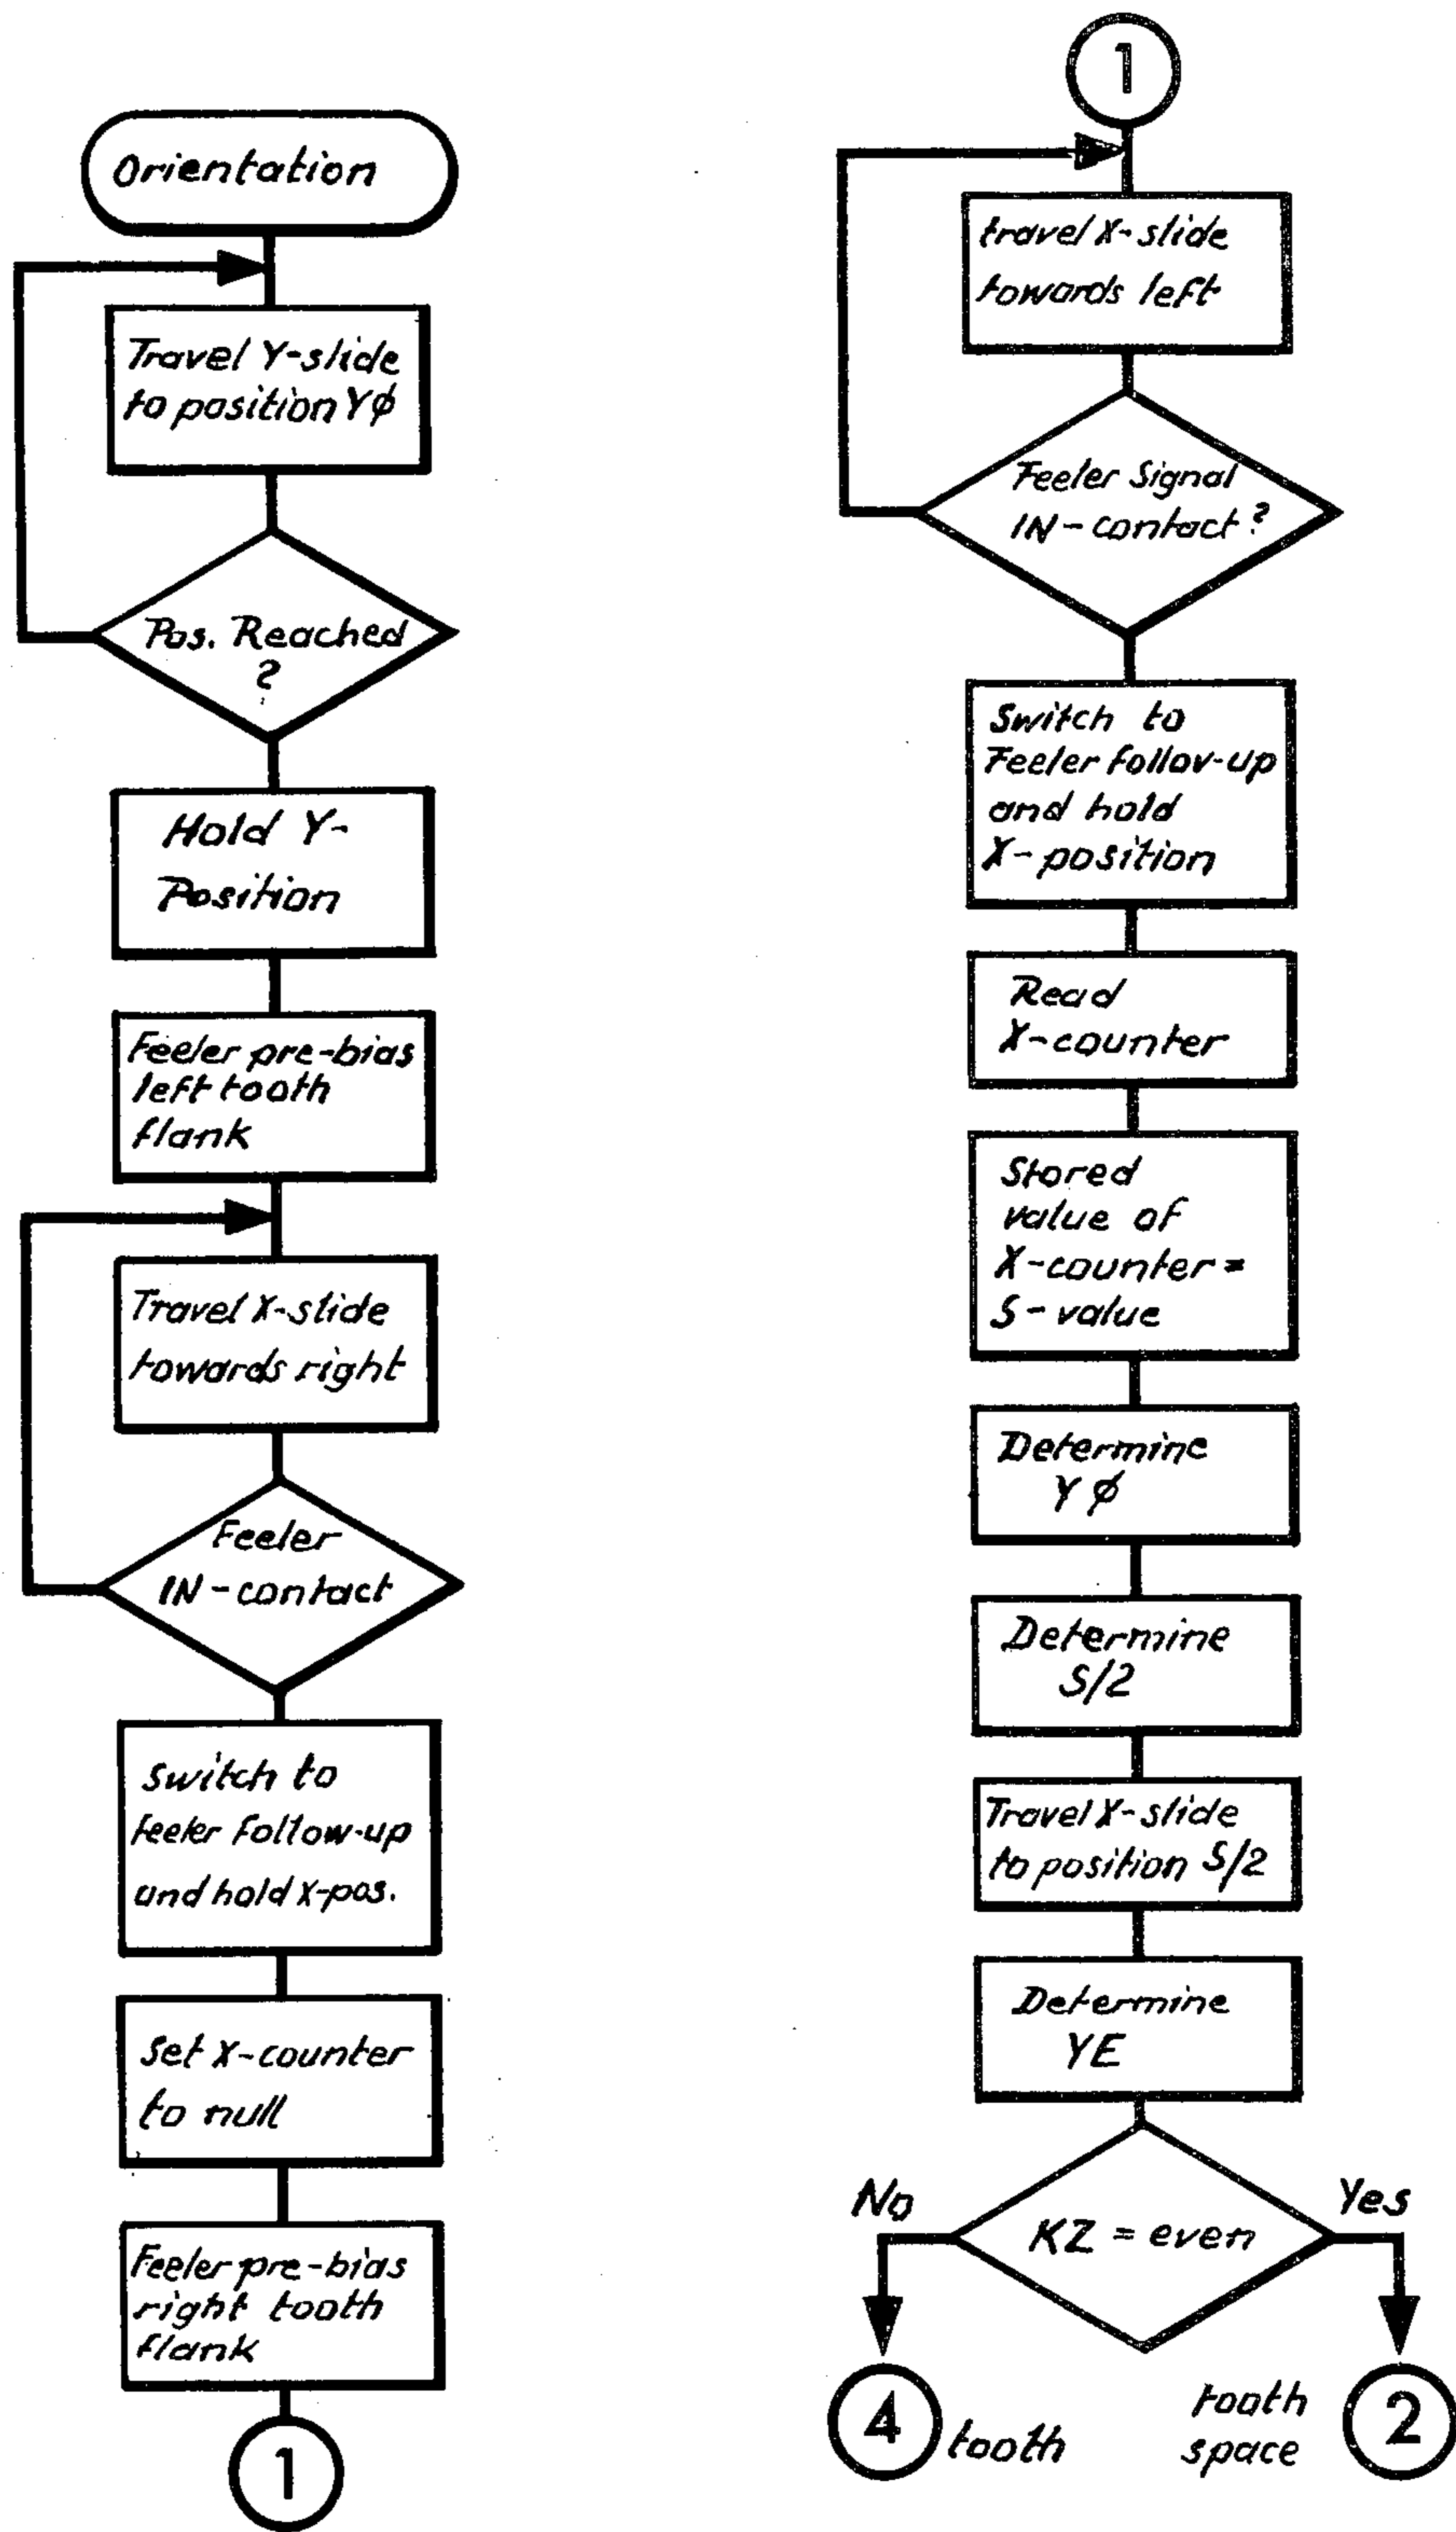 Orientation
Travel Y-slide
to position YØ
Pos. Reached
?
Hold Y-
Position
Feeler pre-bias
left tooth
flank
Travel X-slide
towards right
Feeler
IN-contact
Switch to
Feeler Follow-up
and hold X-pos.
Set X-counter
to null
Feeler pre-bias
right tooth
flank
1
1
travel X-slide
towards left
Feeler Signal
IN-contact?
Switch to
Feeler follov-up
and hold
X-position
Read
X-counter
Stored
value of
X-counter =
S-value
Determine
YØ
Determine
S/2
Travel X-slide
to position S/2
Determine
YE
No
Yes
KZ = even
4
tooth
tooth
space
2